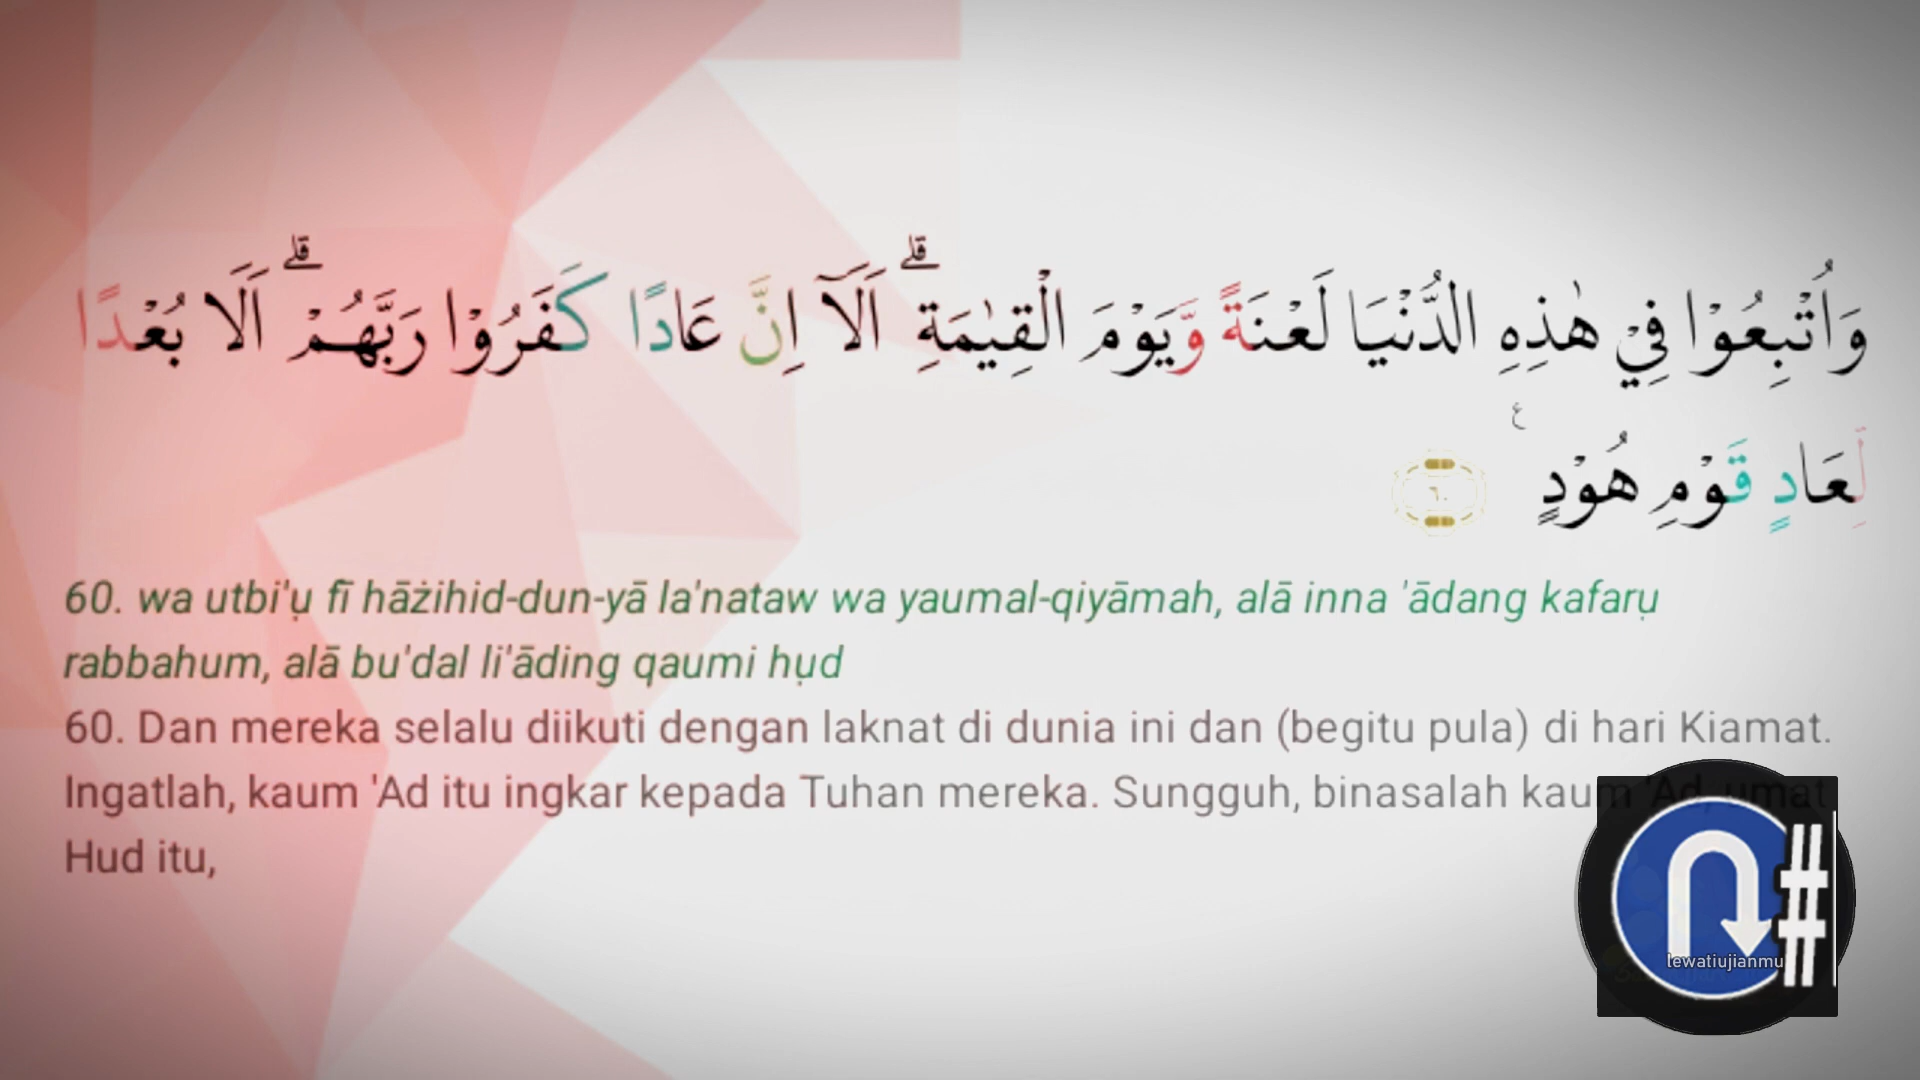 وَاُتْبِعُوْا فِيْ هٰذِهِ الدُّنْيَا لَعْنَةً وَّيَوْمَ الْقِيٰمَةِ ۗ اَلَآ اِنَّ عَادًا كَفَرُوْا رَبَّهُمْ ۗ اَلَا بُعْدًا
لِّعَادٍ قَوْمِ هُوْدٍ ࣖ ٦٠
60. wa utbi'ụ fī hāżihid-dun-yā la'nataw wa yaumal-qiyāmah, alā inna 'ādang kafarụ
rabbahum, alā bu'dal li'āding qaumi hụd
60. Dan mereka selalu diikuti dengan laknat di dunia ini dan (begitu pula) di hari Kiamat.
Ingatlah, kaum 'Ad itu ingkar kepada Tuhan mereka. Sungguh, binasalah kaum 'Ad, umat
Hud itu,
#
lewatiujianmu